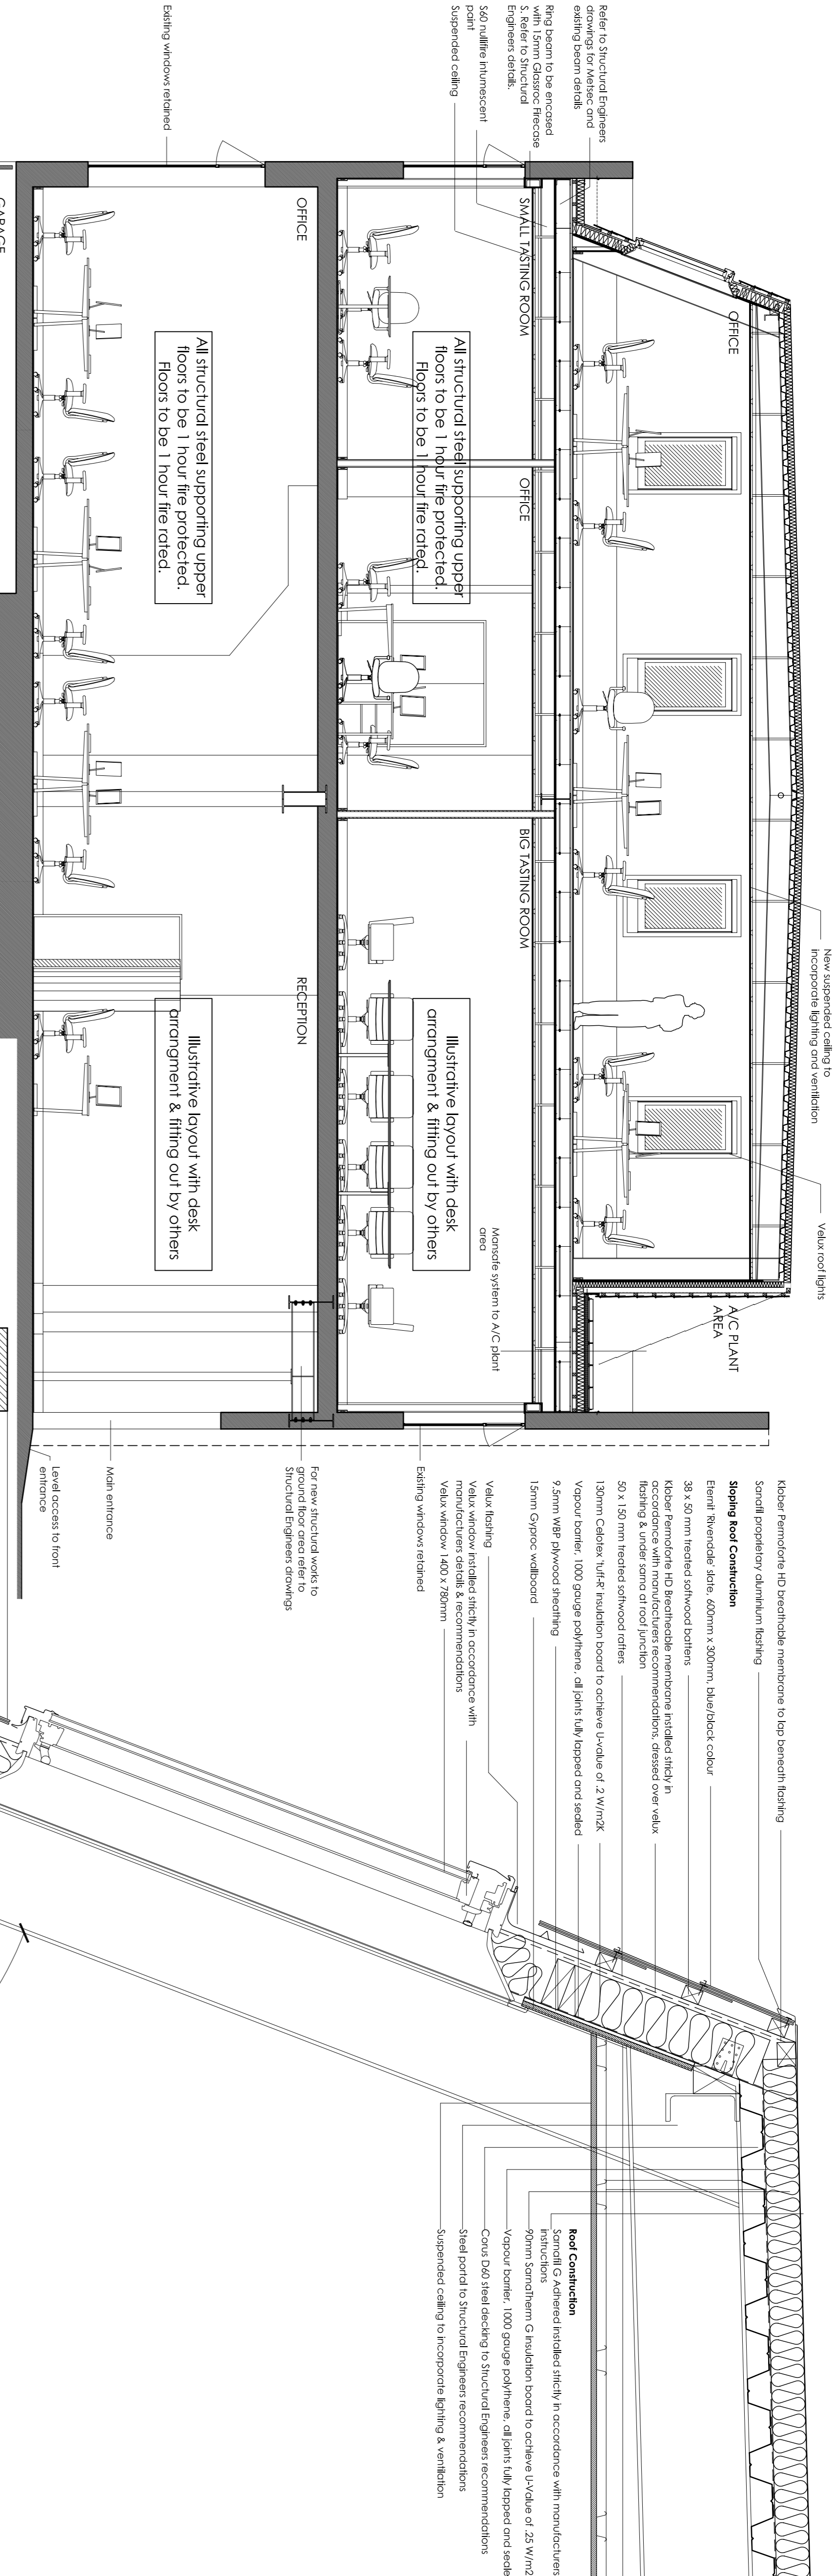 Refer to Structural Engineers
drawings for Metsec and
existing beam details
Ring beam to be encased
with 15mm Glassroc Firecase
S. Refer to Structural
Engineers details.
S60 nullifire intumescent
paint
Suspended ceiling
Existing windows retained
New suspended ceiling to
incorporate lighting and ventilation
Velux roof lights
OFFICE
A/C PLANT
AREA
SMALL TASTING ROOM
OFFICE
BIG TASTING ROOM
Mansafe system to A/C plant
area
All structural steel supporting upper
floors to be 1 hour fire protected.
Floors to be 1 hour fire rated.
Illustrative layout with desk
arrangment & fitting out by others
OFFICE
RECEPTION
All structural steel supporting upper
floors to be 1 hour fire protected.
Floors to be 1 hour fire rated.
Illustrative layout with desk
arrangment & fitting out by others
GARAGE
Existing windows retained
For new structural works to
ground floor area refer to
Structural Engineers drawings
Main entrance
Level access to front
entrance
Klober Permoforte HD breathable membrane to lap beneath flashing
Sarnafil proprietary aluminium flashing
Sloping Roof Construction
Eternit 'Rivendale' slate, 600mm x 300mm, blue/black colour
38 x 50 mm treated softwood battens
Klober Permoforte HD Breatheable membrane installed stricly in
accordance with manufacturers recommendations, dressed over velux
flashing & under sarna at roof junction
50 x 150 mm treated softwood rafters
130mm Celotex 'tuff-R' insulation board to achieve U-value of .2 W/m2K
Vapour barrier, 1000 gauge polythene, all joints fully lapped and sealed
9.5mm WBP plywood sheathing
15mm Gyproc wallboard
Velux flashing
Velux window installed strictly in accordance with
manufacturers details & recommendations
Velux window 1400 x 780mm
Roof Construction
Sarnafil G Adhered installed strictly in accordance with manufacturers
instructions
90mm SarnaTherm G insulation board to achieve U-Value of .25 W/m2
Vapour barrier, 1000 gauge polythene, all joints fully lapped and seale
Corus D60 steel decking to Structural Engineers recommendations
Steel portal to Structural Engineers recommendations
Suspended ceiling to incorporate lighting & ventilation